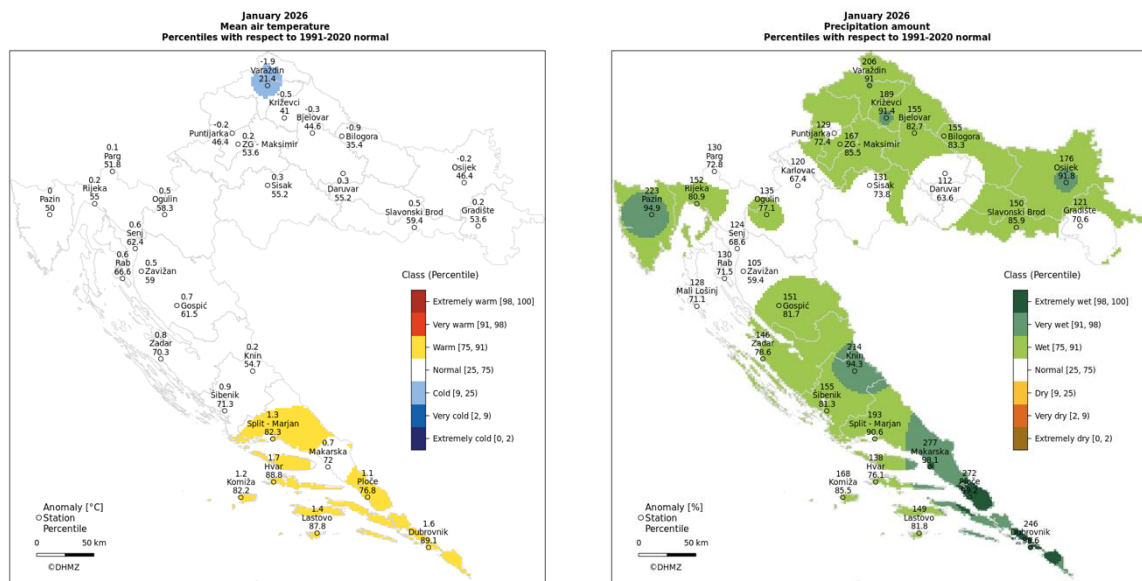 January 2026
Mean air temperature
Percentiles with respect to 1991-2020 normal
-1.9
Varaždin
21.4
-0.5
Križevci
41
-0.3
Bjelovar
44.6
-0.2
Puntijarka
46.4
0.2
ZG - Maksimir
53.6
-0.9
Bilogora
35.4
0.1
Parg
51.8
-0.2
Osijek
46.4
0
Pazin
50
0.2
Rijeka
55
0.5
Ogulin
58.3
0.3
Sisak
55.2
0.3
Daruvar
55.2
0.5
Slavonski Brod
59.4
0.2
Gradište
53.6
0.6
Senj
62.4
0.6
Rab
66.6
0.5
Zavižan
59
0.7
Gospić
61.5
0.8
Zadar
70.3
0.2
Knin
54.7
0.9
Šibenik
71.3
1.3
Split - Marjan
82.3
0.7
Makarska
72
1.7
Hvar
88.8
1.2
Komiža
82.2
1.1
Ploče
76.8
1.4
Lastovo
87.8
1.6
Dubrovnik
89.1
Class (Percentile)
Extremely warm [98, 100]
Very warm [91, 98)
Warm [75, 91)
Normal [25, 75)
Cold [9, 25)
Very cold [2, 9)
Extremely cold [0, 2)
Anomaly [°C]
Station
Percentile
0 50 km
©DHMZ
January 2026
Precipitation amount
Percentiles with respect to 1991-2020 normal
206
Varaždin
91
189
Križevci
91.4
155
Bjelovar
82.7
129
Puntijarka
72.4
167
ZG - Maksimir
85.5
155
Bilogora
83.3
130
Parg
72.8
120
Karlovac
67.4
176
Osijek
91.8
223
Pazin
94.9
152
Rijeka
80.9
135
Ogulin
77.1
131
Sisak
73.8
112
Daruvar
63.6
150
Slavonski Brod
85.9
121
Gradište
70.6
124
Senj
68.6
130
Rab
71.5
105
Zavižan
59.4
128
Mali Lošinj
71.1
151
Gospić
81.7
146
Zadar
78.6
214
Knin
94.3
155
Šibenik
81.3
193
Split - Marjan
90.6
277
Makarska
98.1
138
Hvar
76.1
168
Komiža
85.5
272
Ploče
149
Lastovo
81.8
246
Dubrovnik
Class (Percentile)
Extremely wet [98, 100]
Very wet [91, 98)
Wet [75, 91)
Normal [25, 75)
Dry [9, 25)
Very dry [2, 9)
Extremely dry [0, 2)
Anomaly [%]
Station
Percentile
0 50 km
©DHMZ